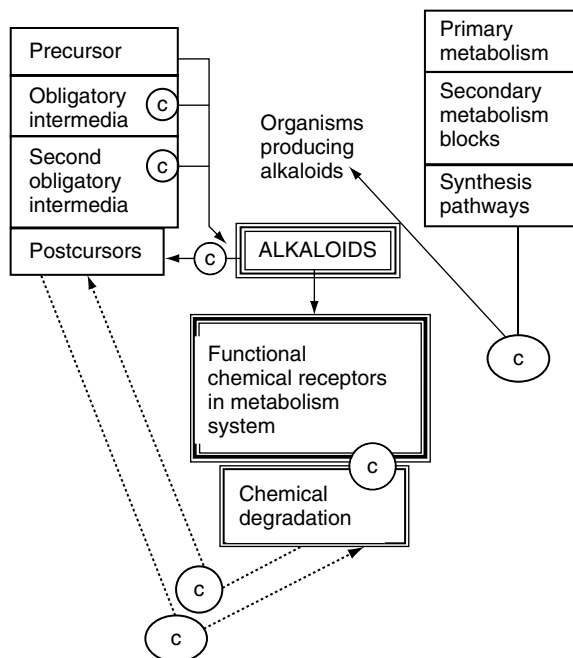 Precursor
Obligatory
intermedia
c
Second
obligatory
intermedia
c
Postcursors
c
ALKALOIDS
Organisms
producing
alkaloids
Primary
metabolism
Secondary
metabolism
blocks
Synthesis
pathways
c
Functional
chemical receptors
in metabolism
system
c
Chemical
degradation
c
c